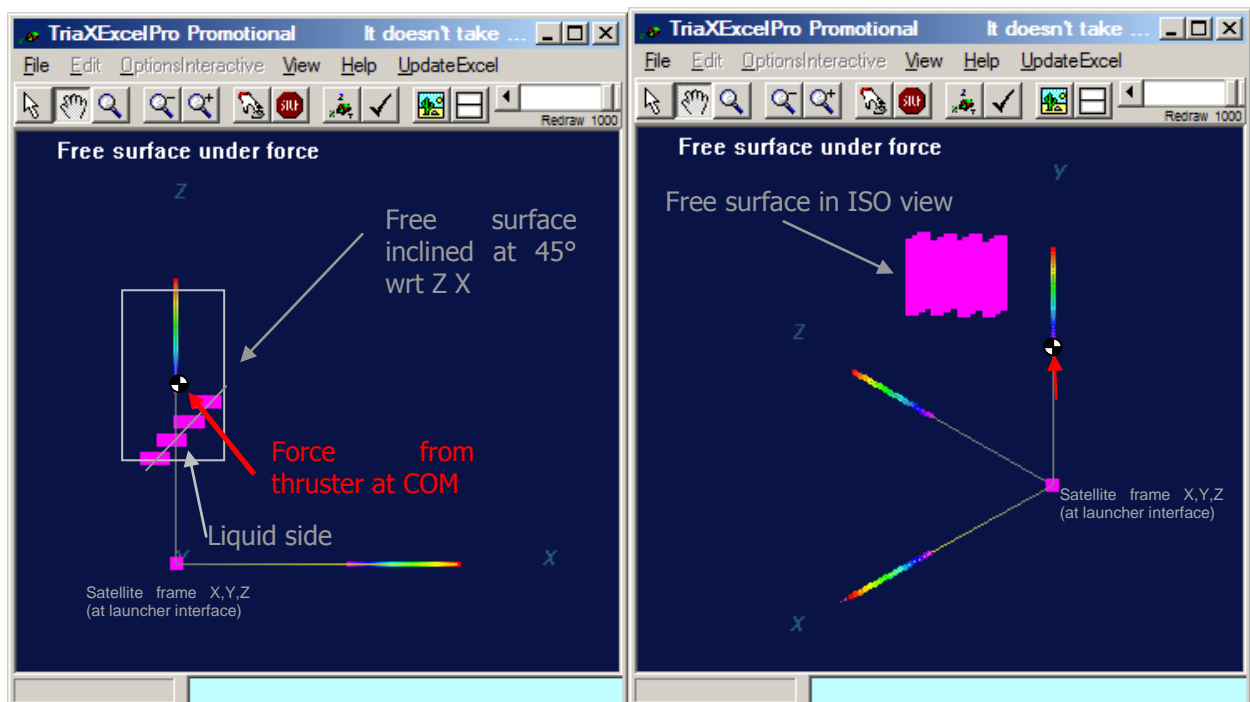 TriaXExcelPro Promotional It doesn't take ...
File Edit OptionsInteractive View Help UpdateExcel
STOP
Redraw 1000
Free surface under force
Z
Free surface
inclined at 45°
wrt Z X
Force from
thruster at COM
Liquid side
Y
X
Satellite frame X,Y,Z
(at launcher interface)
TriaXExcelPro Promotional It doesn't take ...
File Edit OptionsInteractive View Help UpdateExcel
STOP
Redraw 1000
Free surface under force
Y
Free surface in ISO view
Z
Satellite frame X,Y,Z
(at launcher interface)
X